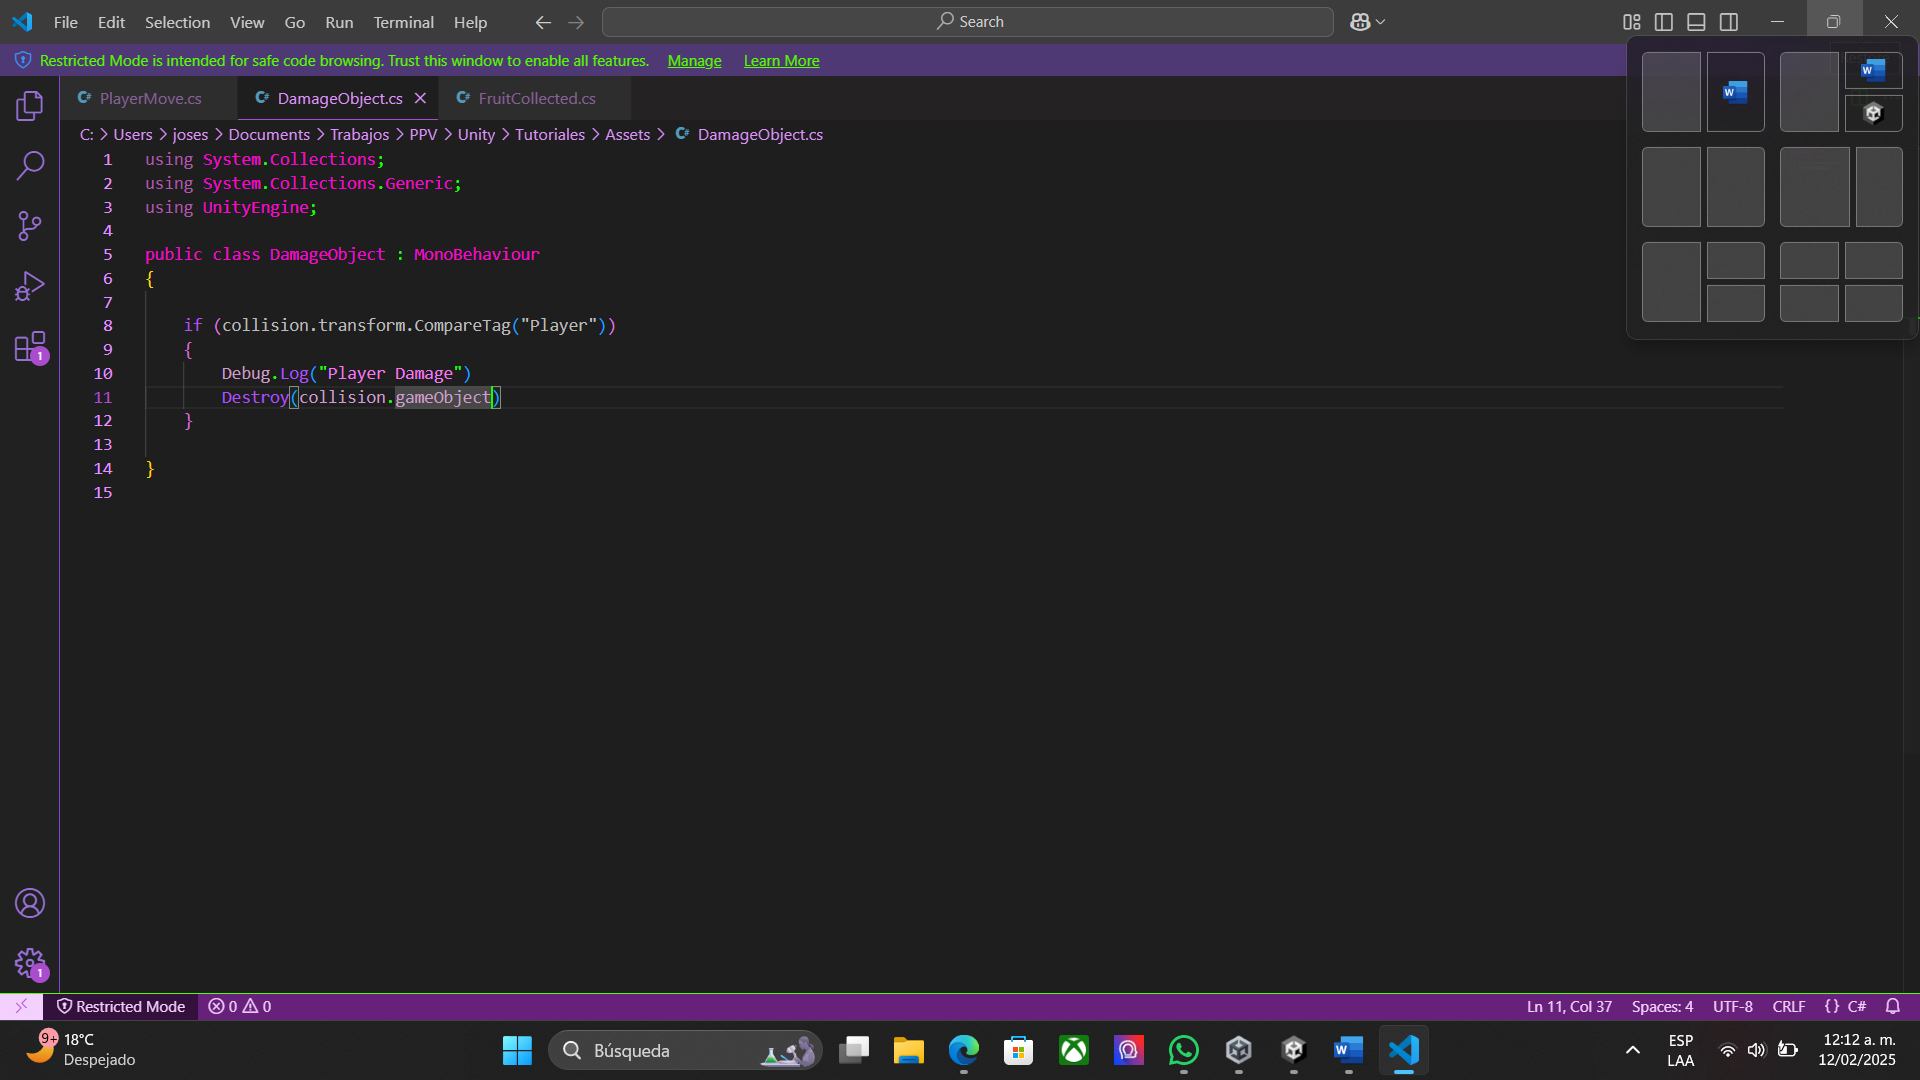 File Edit Selection View Go Run Terminal Help Search
Restricted Mode is intended for safe code browsing. Trust this window to enable all features. Manage Learn More
PlayerMove.cs DamageObject.cs FruitCollected.cs
C: > Users > joses > Documents > Trabajos > PPV > Unity > Tutoriales > Assets > DamageObject.cs
1 using System.Collections;
2 using System.Collections.Generic;
3 using UnityEngine;
4
5 public class DamageObject : MonoBehaviour
6 {
7
8 if (collision.transform.CompareTag("Player"))
9 {
10 Debug.Log("Player Damage")
11 Destroy(collision.gameObject)
12 }
13
14 }
15
1
1
Restricted Mode 0 0 Ln 11, Col 37 Spaces: 4 UTF-8 CRLF {} C#
9+ 18°C
Despejado
Búsqueda
ESP
LAA
12:12 a. m.
12/02/2025